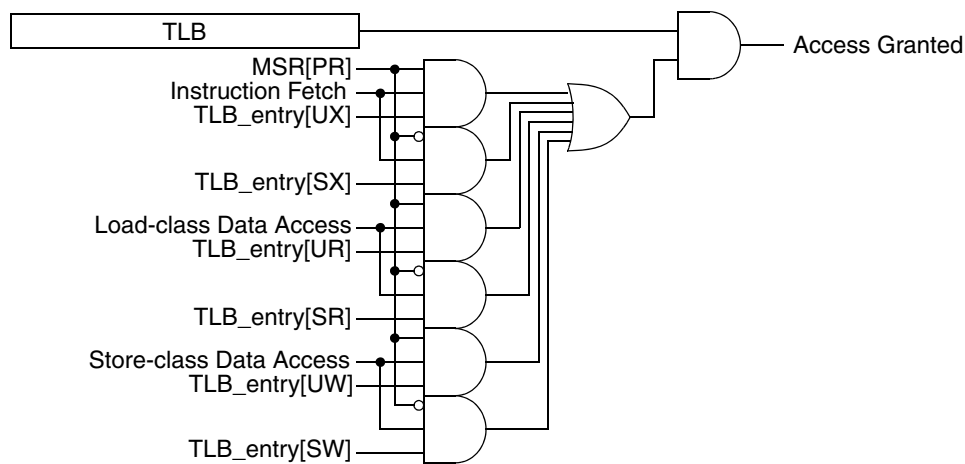 TLB
Access Granted
MSR[PR]
Instruction Fetch
TLB_entry[UX]
TLB_entry[SX]
Load-class Data Access
TLB_entry[UR]
TLB_entry[SR]
Store-class Data Access
TLB_entry[UW]
TLB_entry[SW]